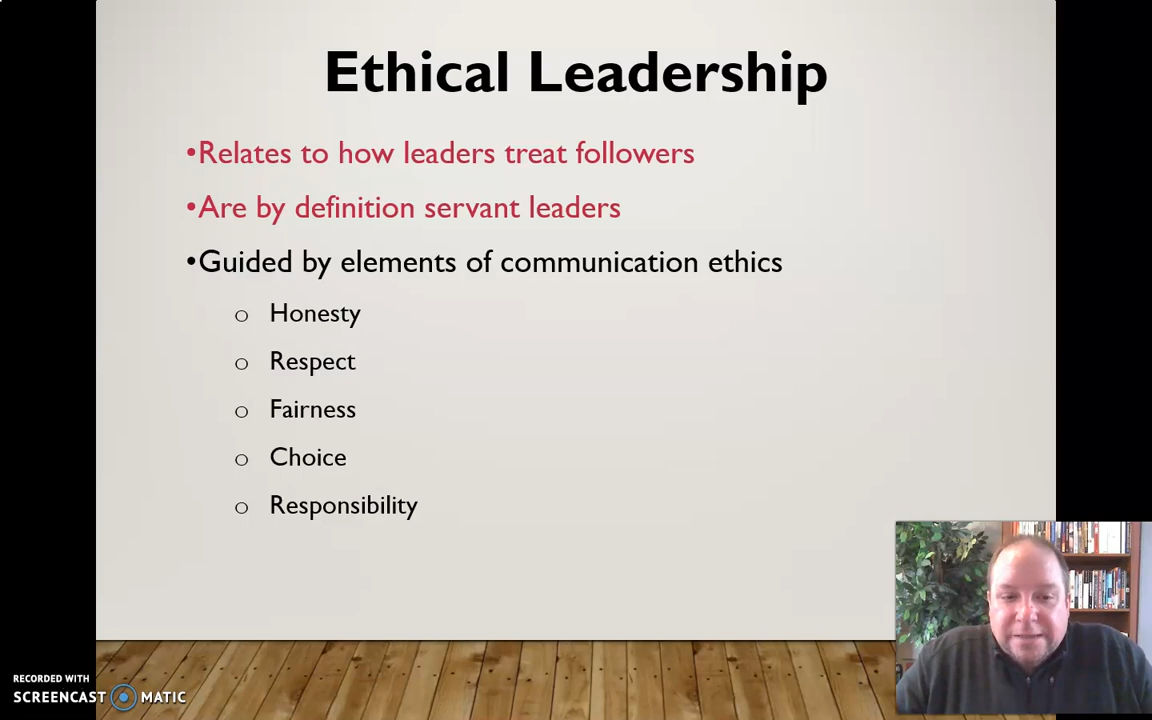 Ethical Leadership
•Relates to how leaders treat followers
•Are by definition servant leaders
•Guided by elements of communication ethics
o Honesty
o Respect
o Fairness
o Choice
o Responsibility
RECORDED WITH
SCREENCAST MATIC